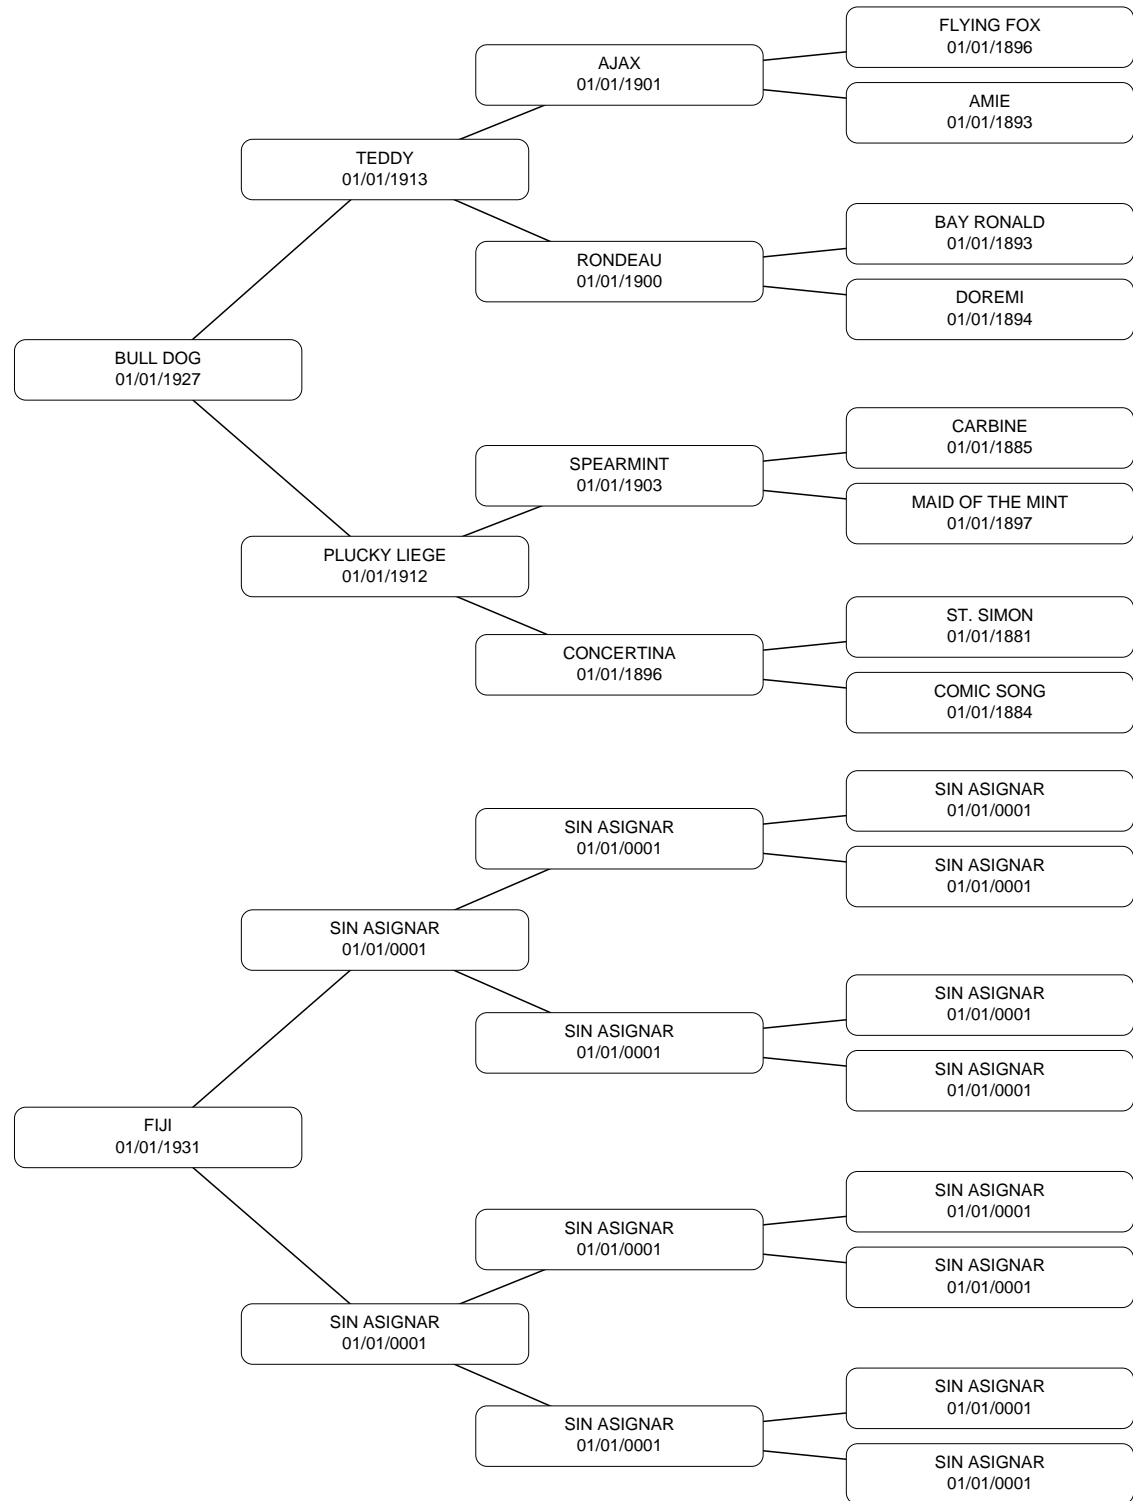 FLYING FOX
01/01/1896
AJAX
01/01/1901
AMIE
01/01/1893
TEDDY
01/01/1913
BAY RONALD
01/01/1893
RONDEAU
01/01/1900
DOREMI
01/01/1894
BULL DOG
01/01/1927
CARBINE
01/01/1885
SPEARMINT
01/01/1903
MAID OF THE MINT
01/01/1897
PLUCKY LIEGE
01/01/1912
ST. SIMON
01/01/1881
CONCERTINA
01/01/1896
COMIC SONG
01/01/1884
SIN ASIGNAR
01/01/0001
SIN ASIGNAR
01/01/0001
SIN ASIGNAR
01/01/0001
SIN ASIGNAR
01/01/0001
SIN ASIGNAR
01/01/0001
SIN ASIGNAR
01/01/0001
SIN ASIGNAR
01/01/0001
FIJI
01/01/1931
SIN ASIGNAR
01/01/0001
SIN ASIGNAR
01/01/0001
SIN ASIGNAR
01/01/0001
SIN ASIGNAR
01/01/0001
SIN ASIGNAR
01/01/0001
SIN ASIGNAR
01/01/0001
SIN ASIGNAR
01/01/0001